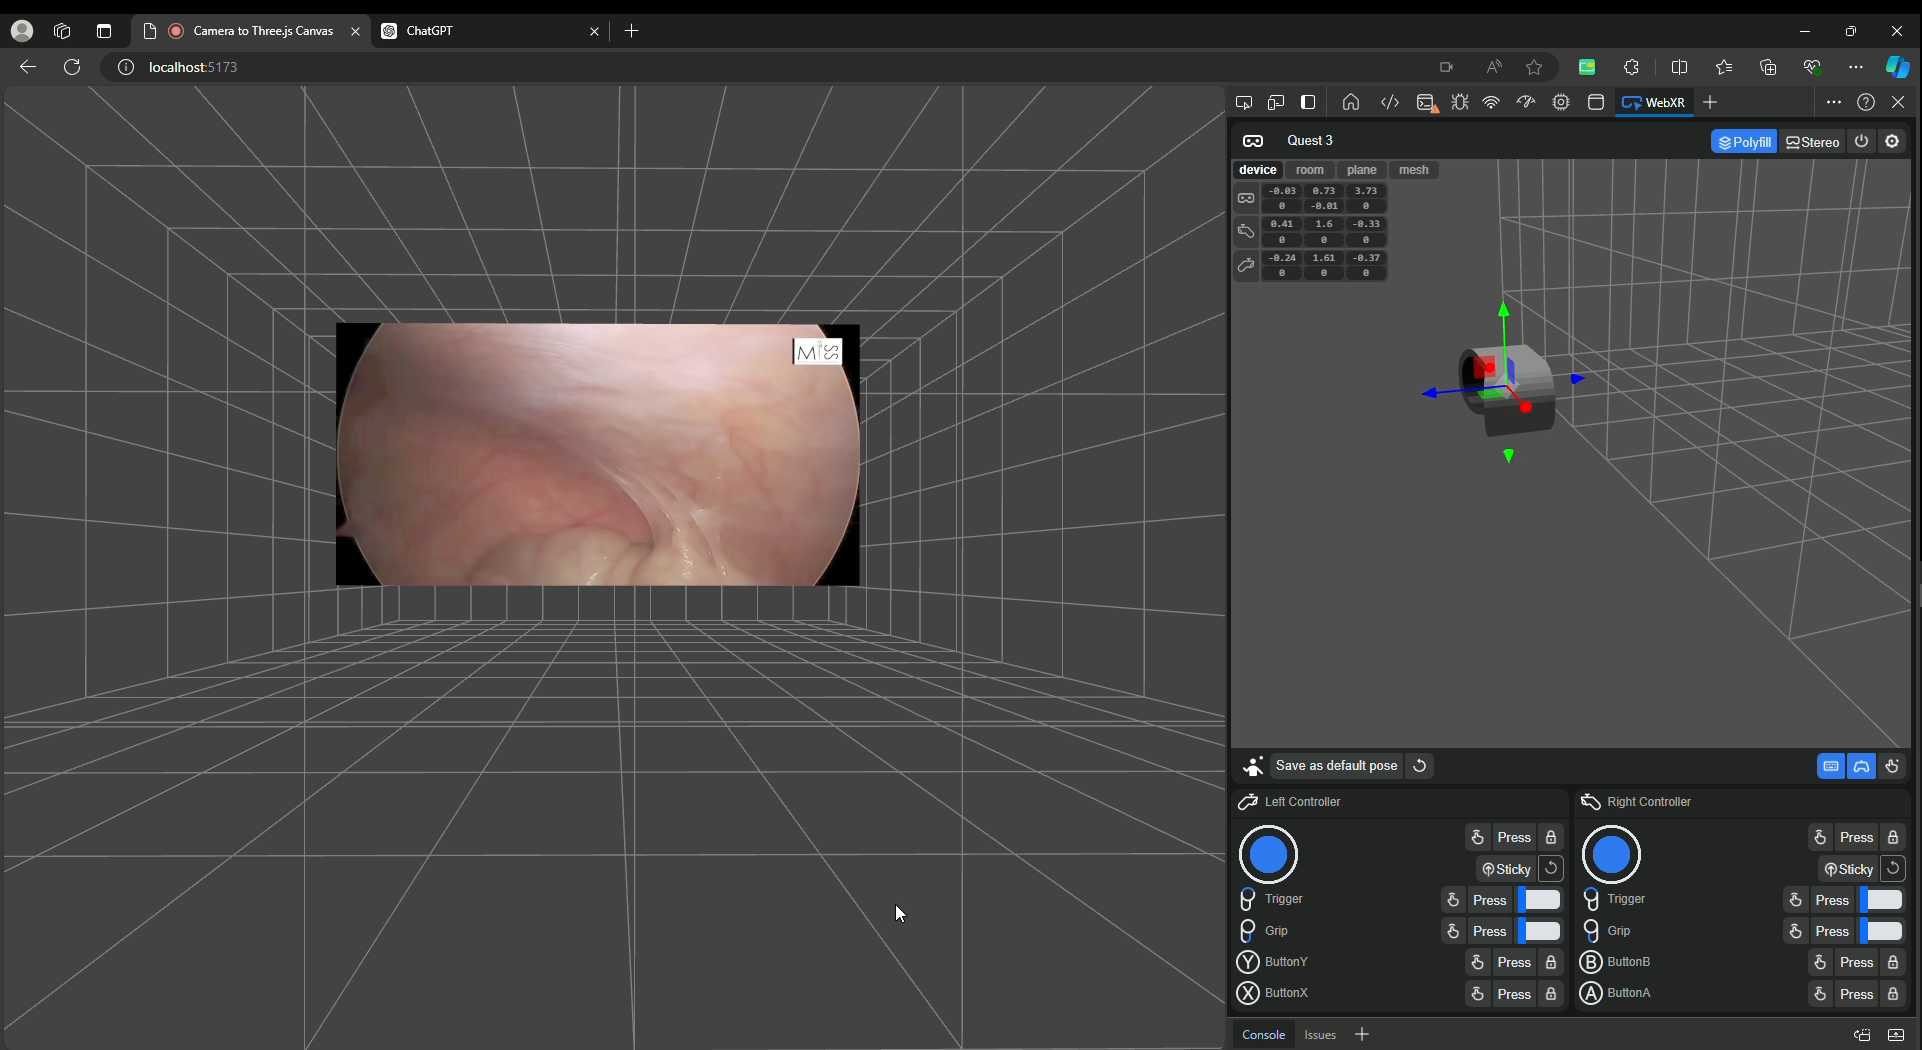 Camera to Three.js Canvas
ChatGPT
localhost:5173
WebXR
Quest 3
Polyfill
Stereo
device room plane mesh
-0.03 0.73 3.73
0 -0.01 0
0.41 1.6 -0.33
0 0 0
-0.24 1.61 -0.37
0 0 0
MISS
Save as default pose
Left Controller
Press
Sticky
Trigger Press
Grip Press
ButtonY Press
ButtonX Press
Right Controller
Press
Sticky
Trigger Press
Grip Press
ButtonB Press
ButtonA Press
Console Issues